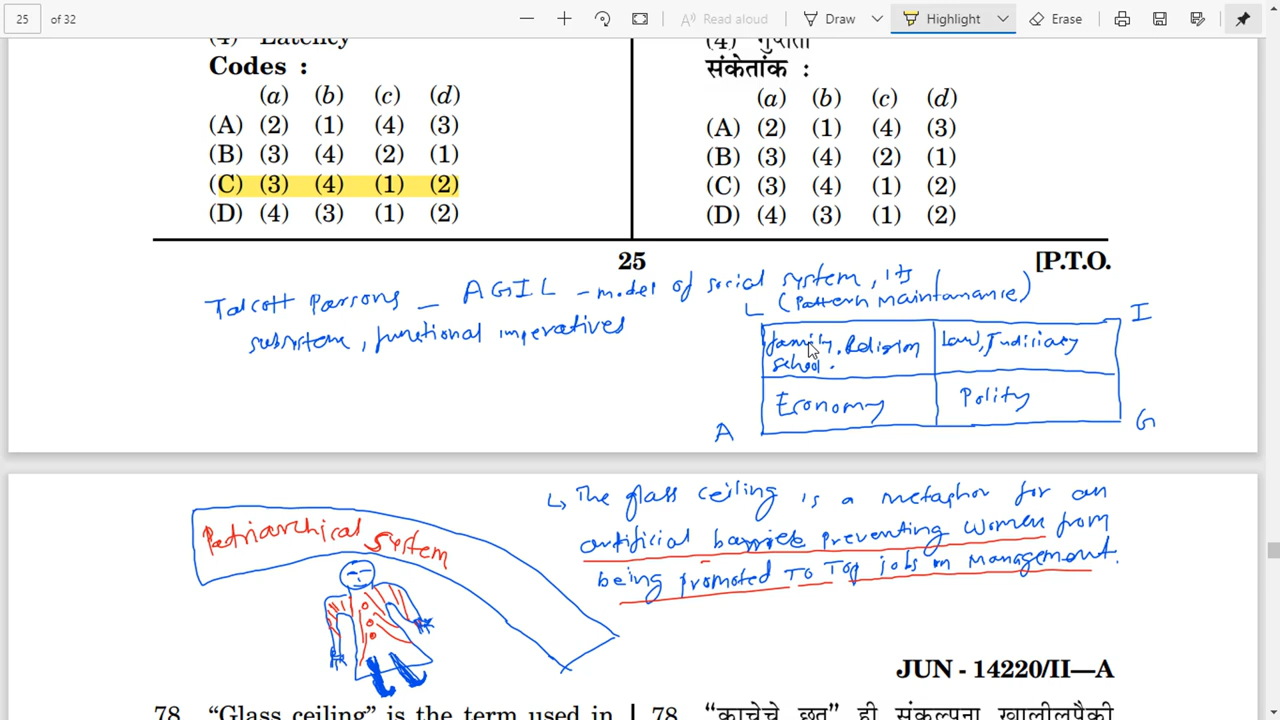 25 of 32
Read aloud
Draw
Highlight
Erase
(4) Latency
Codes :
(a) (b) (c) (d)
(A) (2) (1) (4) (3)
(B) (3) (4) (2) (1)
(C) (3) (4) (1) (2)
(D) (4) (3) (1) (2)
(4) गुप्तता
संकेतांक :
(a) (b) (c) (d)
(A) (2) (1) (4) (3)
(B) (3) (4) (2) (1)
(C) (3) (4) (1) (2)
(D) (4) (3) (1) (2)
25
[P.T.O.
Talcott Parsons – AGIL – model of social system, its
subsystem, functional imperatives
L (Pattern maintamance)
I
family, Religion
school.
Law, Judiciary
Economy
Polity
A
G
Patriarchical System
↳ The glass ceiling is a metaphor for an
artificial barrier preventing women from
being promoted To Top jobs in management.
JUN - 14220/II—A
78. “Glass ceiling” is the term used in
78. “काचेचे छत” ही संकल्पना खालीलपैकी